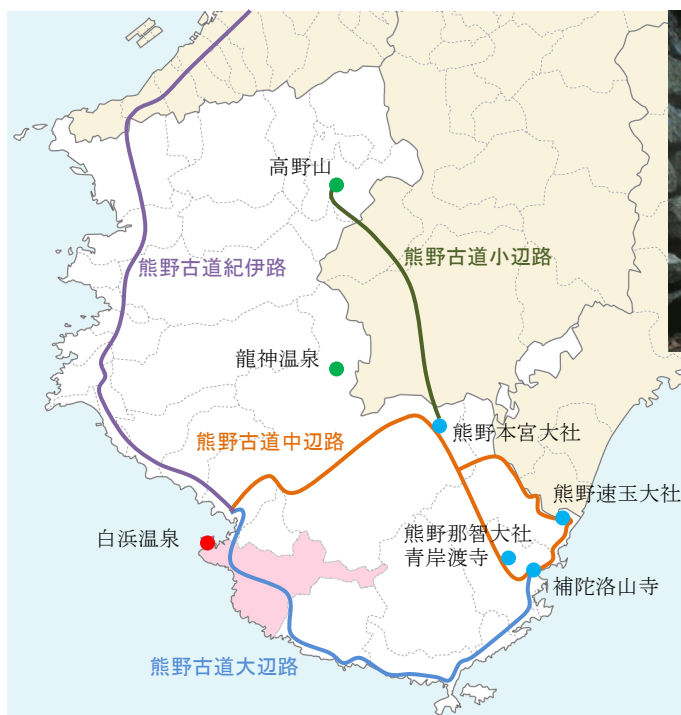 高野山
熊野古道小辺路
熊野古道紀伊路
龍神温泉
熊野古道中辺路
熊野本宮大社
熊野速玉大社
白浜温泉
熊野那智大社
青岸渡寺
補陀洛山寺
熊野古道大辺路